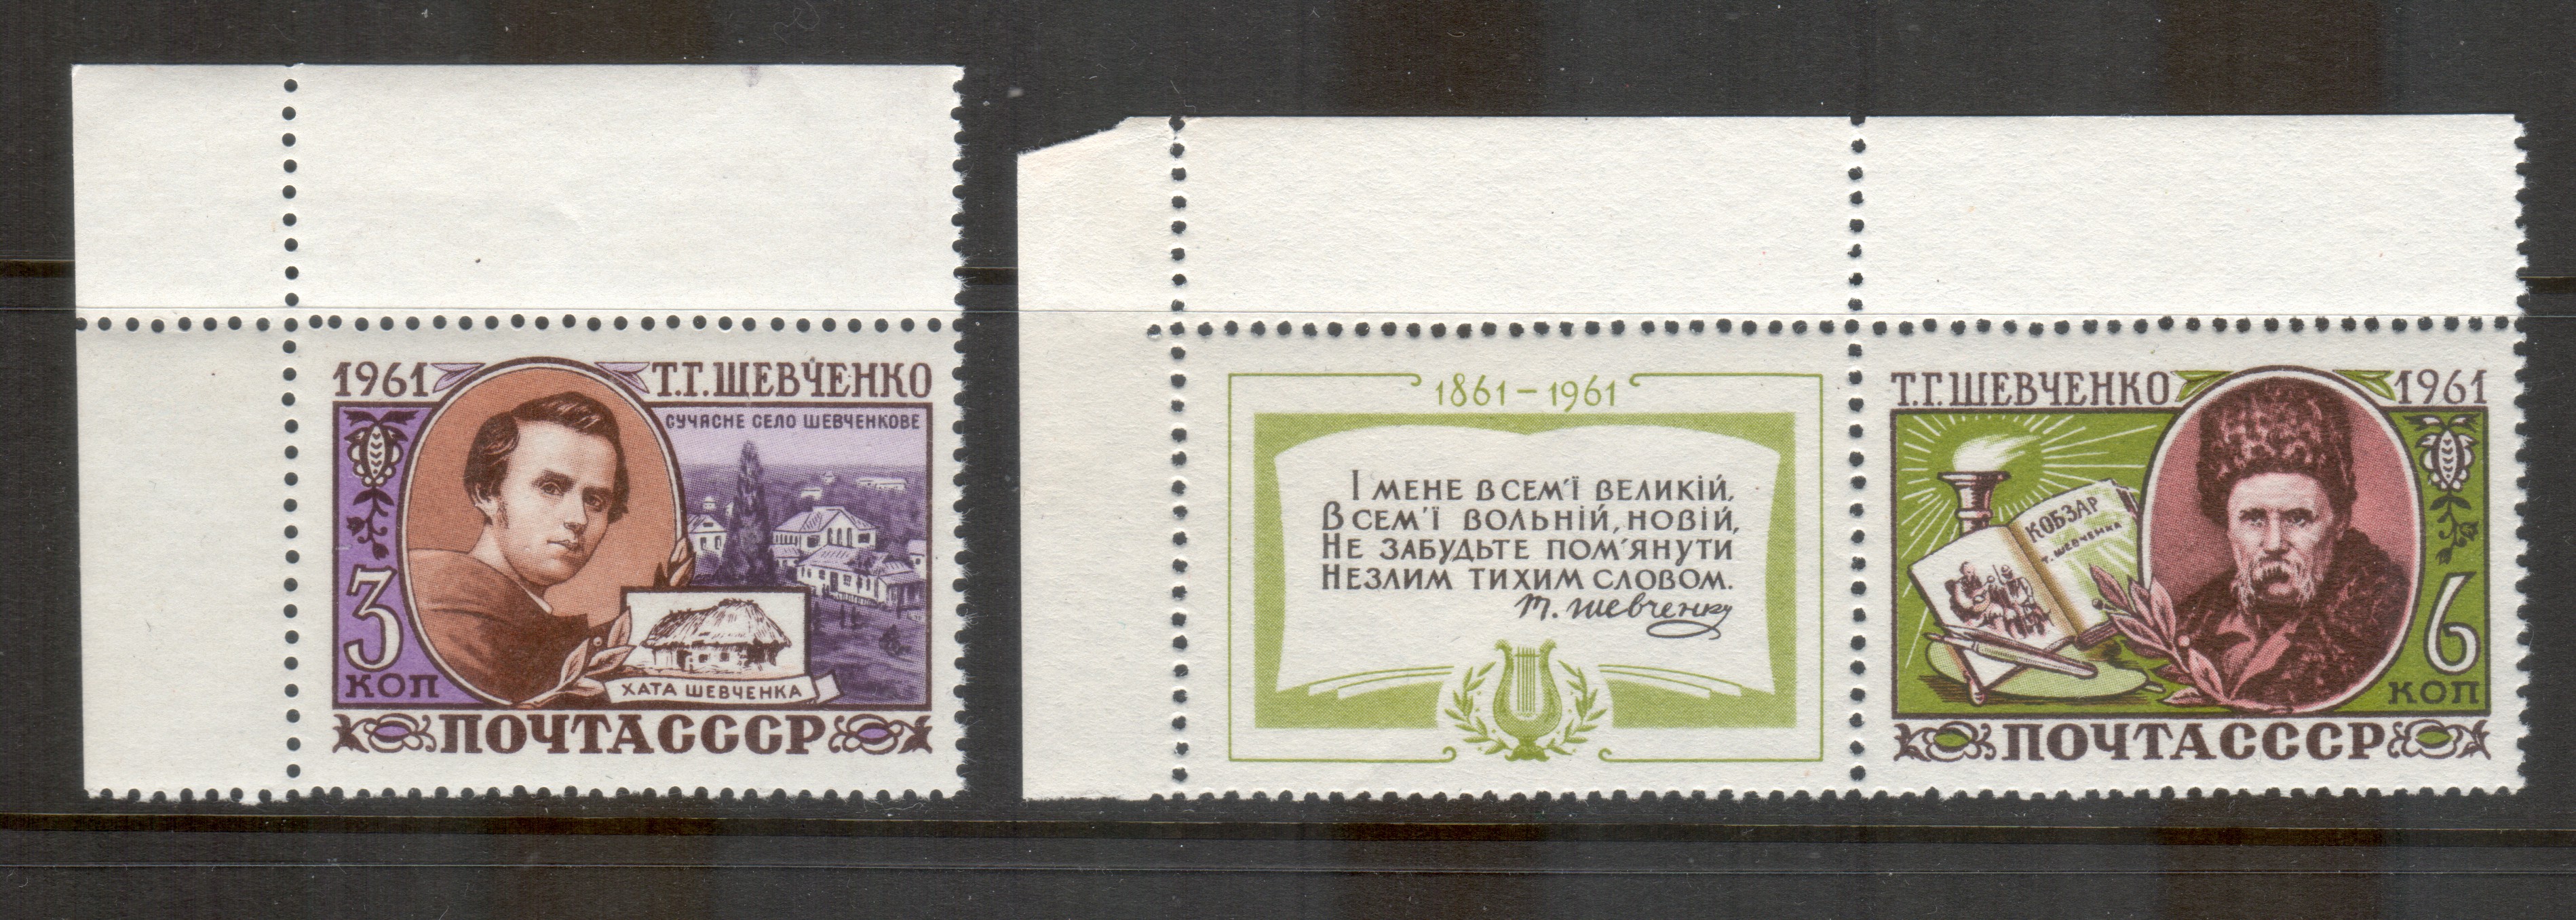 1961 Т.Г.ШЕВЧЕНКО
СУЧАСНЕ СЕЛО ШЕВЧЕНКОВЕ
3
КОП
ХАТА ШЕВЧЕНКА
ПОЧТА СССР
1861-1961
І МЕНЕ В СЕМ'Ї ВЕЛИКІЙ,
В СЕМ'Ї ВОЛЬНІЙ, НОВІЙ,
НЕ ЗАБУДЬТЕ ПОМ'ЯНУТИ
НЕЗЛИМ ТИХИМ СЛОВОМ.
Т. Шевченко
Т.Г.ШЕВЧЕНКО 1961
КОБЗАР
Т. ШЕВЧЕНКА
6
КОП
ПОЧТА СССР